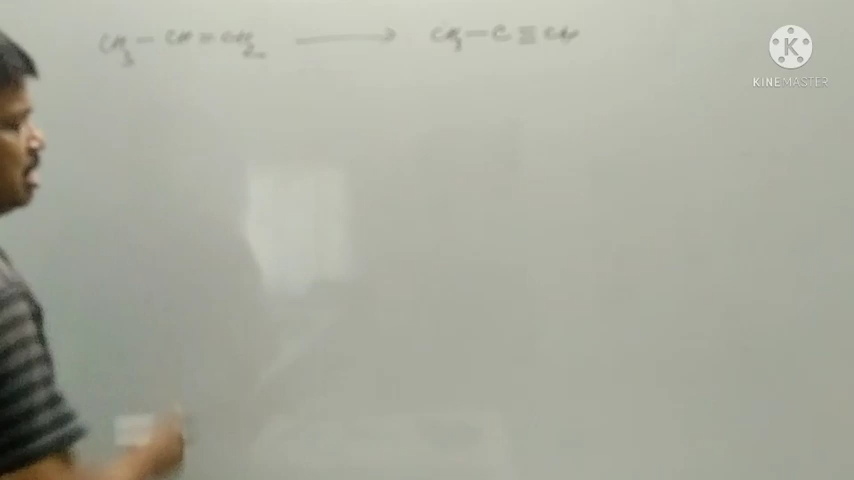 CH₃ – CH = CH₂ ⟶ CH₃ – C ≡ CH
K
KINEMASTER